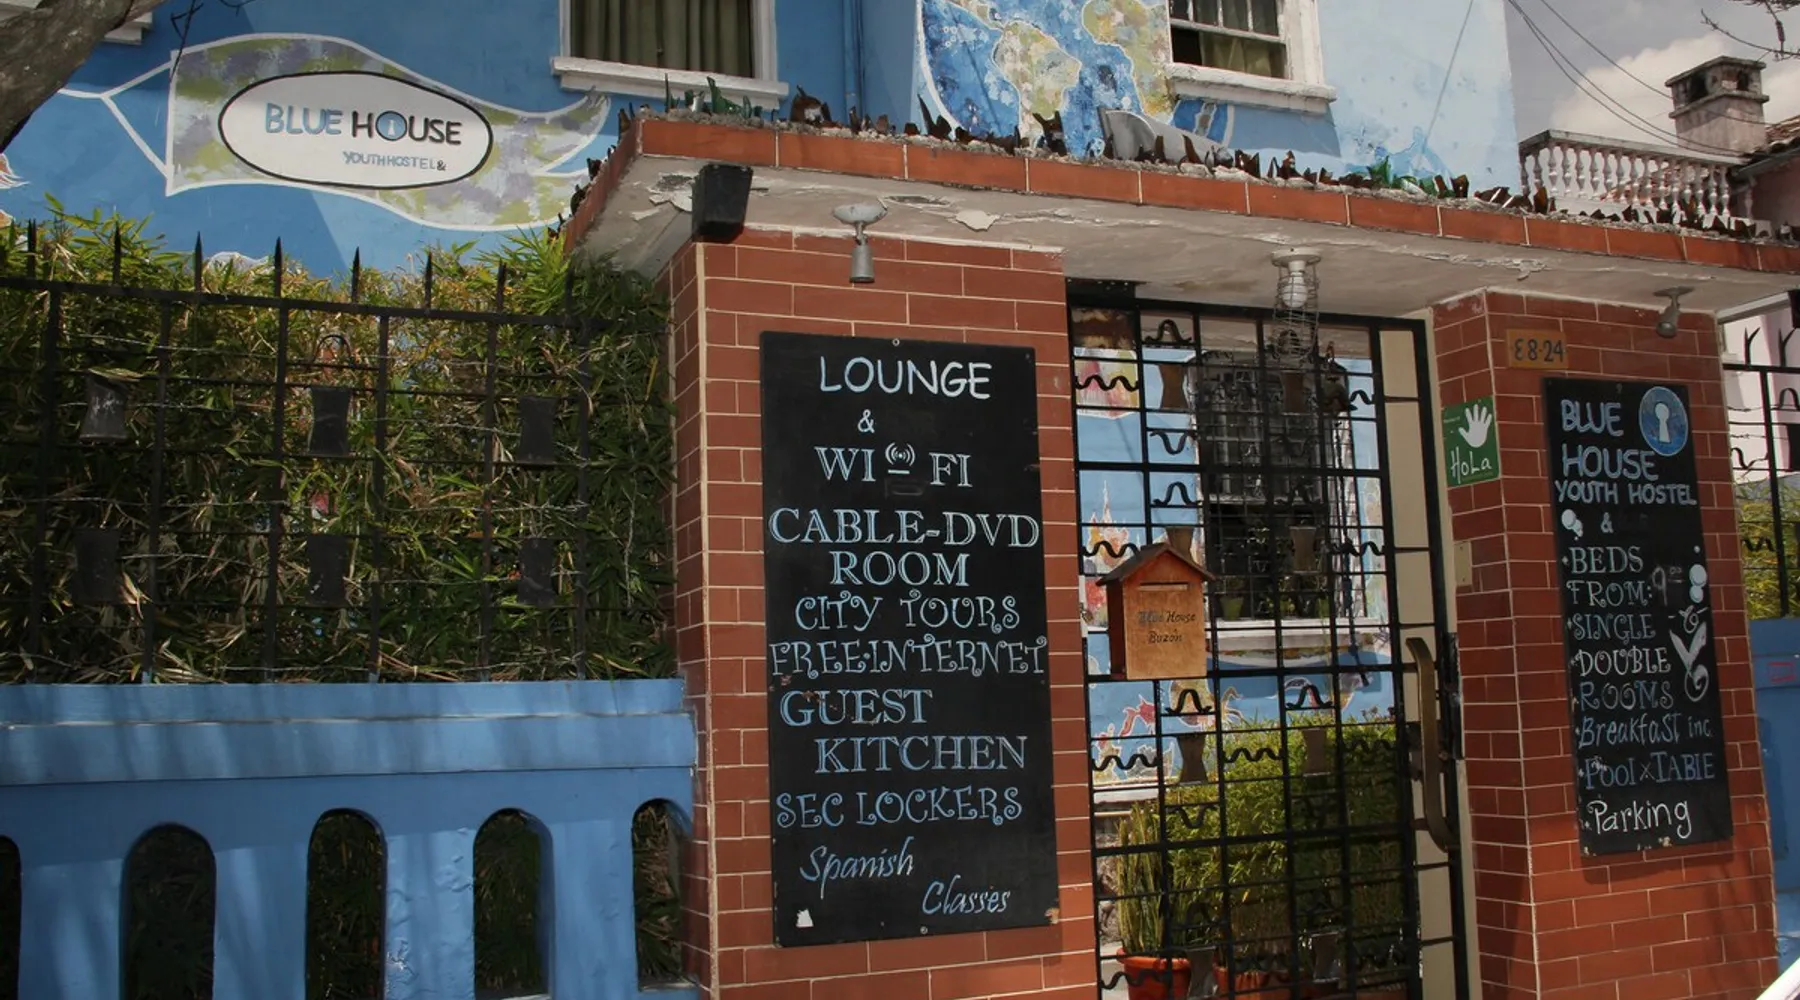 BLUE HOUSE
YOUTH HOSTEL &
LOUNGE
&
WI FI
CABLE-DVD
ROOM
CITY TOURS
FREE·INTERNET
GUEST
KITCHEN
SEC LOCKERS
Spanish
Classes
Blue House
Buzón
E8-24
HoLa
BLUE
HOUSE
YOUTH HOSTEL
&
BEDS
FROM:
SINGLE
DOUBLE
ROOMS
Breakfast inc
POOL TABLE
Parking